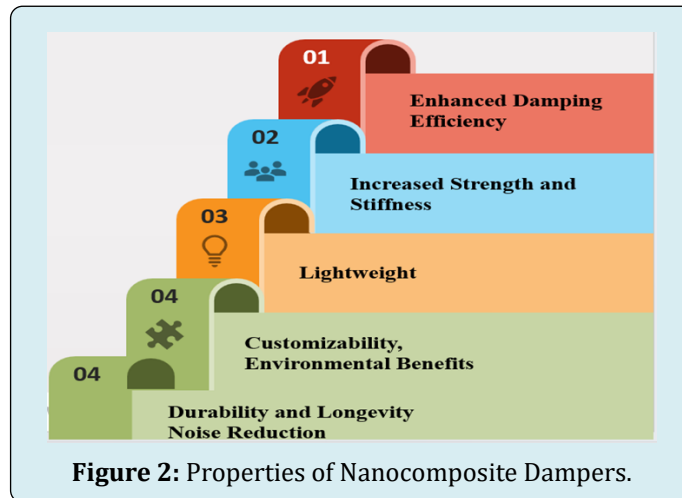 01
Enhanced Damping
Efficiency
02
Increased Strength and
Stiffness
03
Lightweight
04
Customizability,
Environmental Benefits
04
Durability and Longevity
Noise Reduction
Figure 2: Properties of Nanocomposite Dampers.